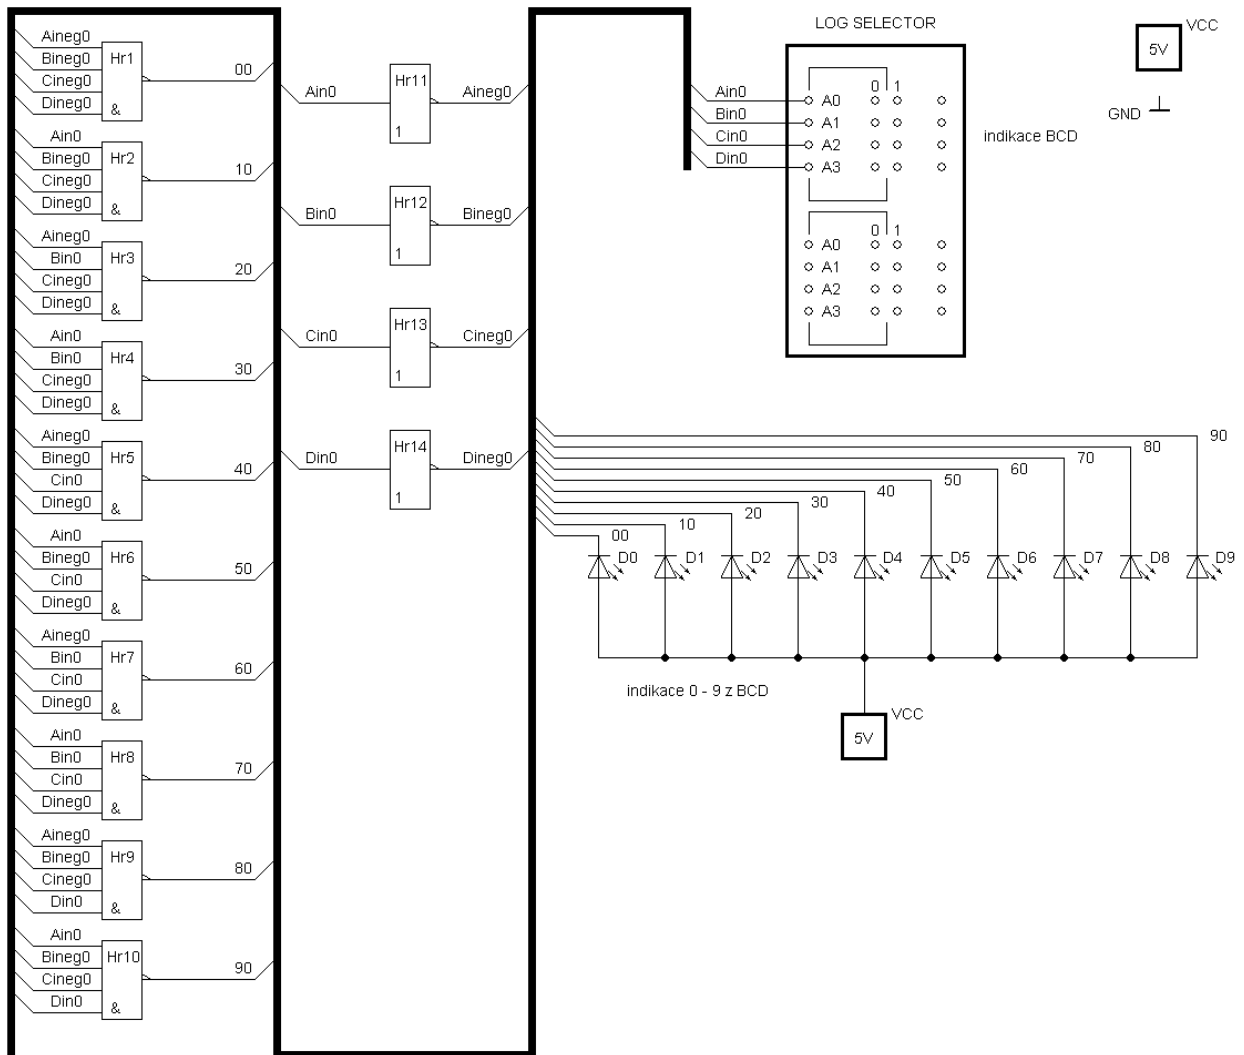 Aineg0
Bineg0
Cineg0
Dineg0
Hr1
&
00
Ain0
Bineg0
Cineg0
Dineg0
Hr2
&
10
Aineg0
Bin0
Cineg0
Dineg0
Hr3
&
20
Ain0
Bin0
Cineg0
Dineg0
Hr4
&
30
Aineg0
Bineg0
Cin0
Dineg0
Hr5
&
40
Ain0
Bineg0
Cin0
Dineg0
Hr6
&
50
Aineg0
Bin0
Cin0
Dineg0
Hr7
&
60
Ain0
Bin0
Cin0
Dineg0
Hr8
&
70
Aineg0
Bineg0
Cineg0
Din0
Hr9
&
80
Ain0
Bineg0
Cineg0
Din0
Hr10
&
90
Ain0
Hr11
1
Aineg0
Bin0
Hr12
1
Bineg0
Cin0
Hr13
1
Cineg0
Din0
Hr14
1
Dineg0
LOG SELECTOR
Ain0
Bin0
Cin0
Din0
0 1
A0
A1
A2
A3
0 1
A0
A1
A2
A3
indikace BCD
VCC
5V
GND
90
80
70
60
50
40
30
20
10
00
D0 D1 D2 D3 D4 D5 D6 D7 D8 D9
indikace 0 - 9 z BCD
VCC
5V